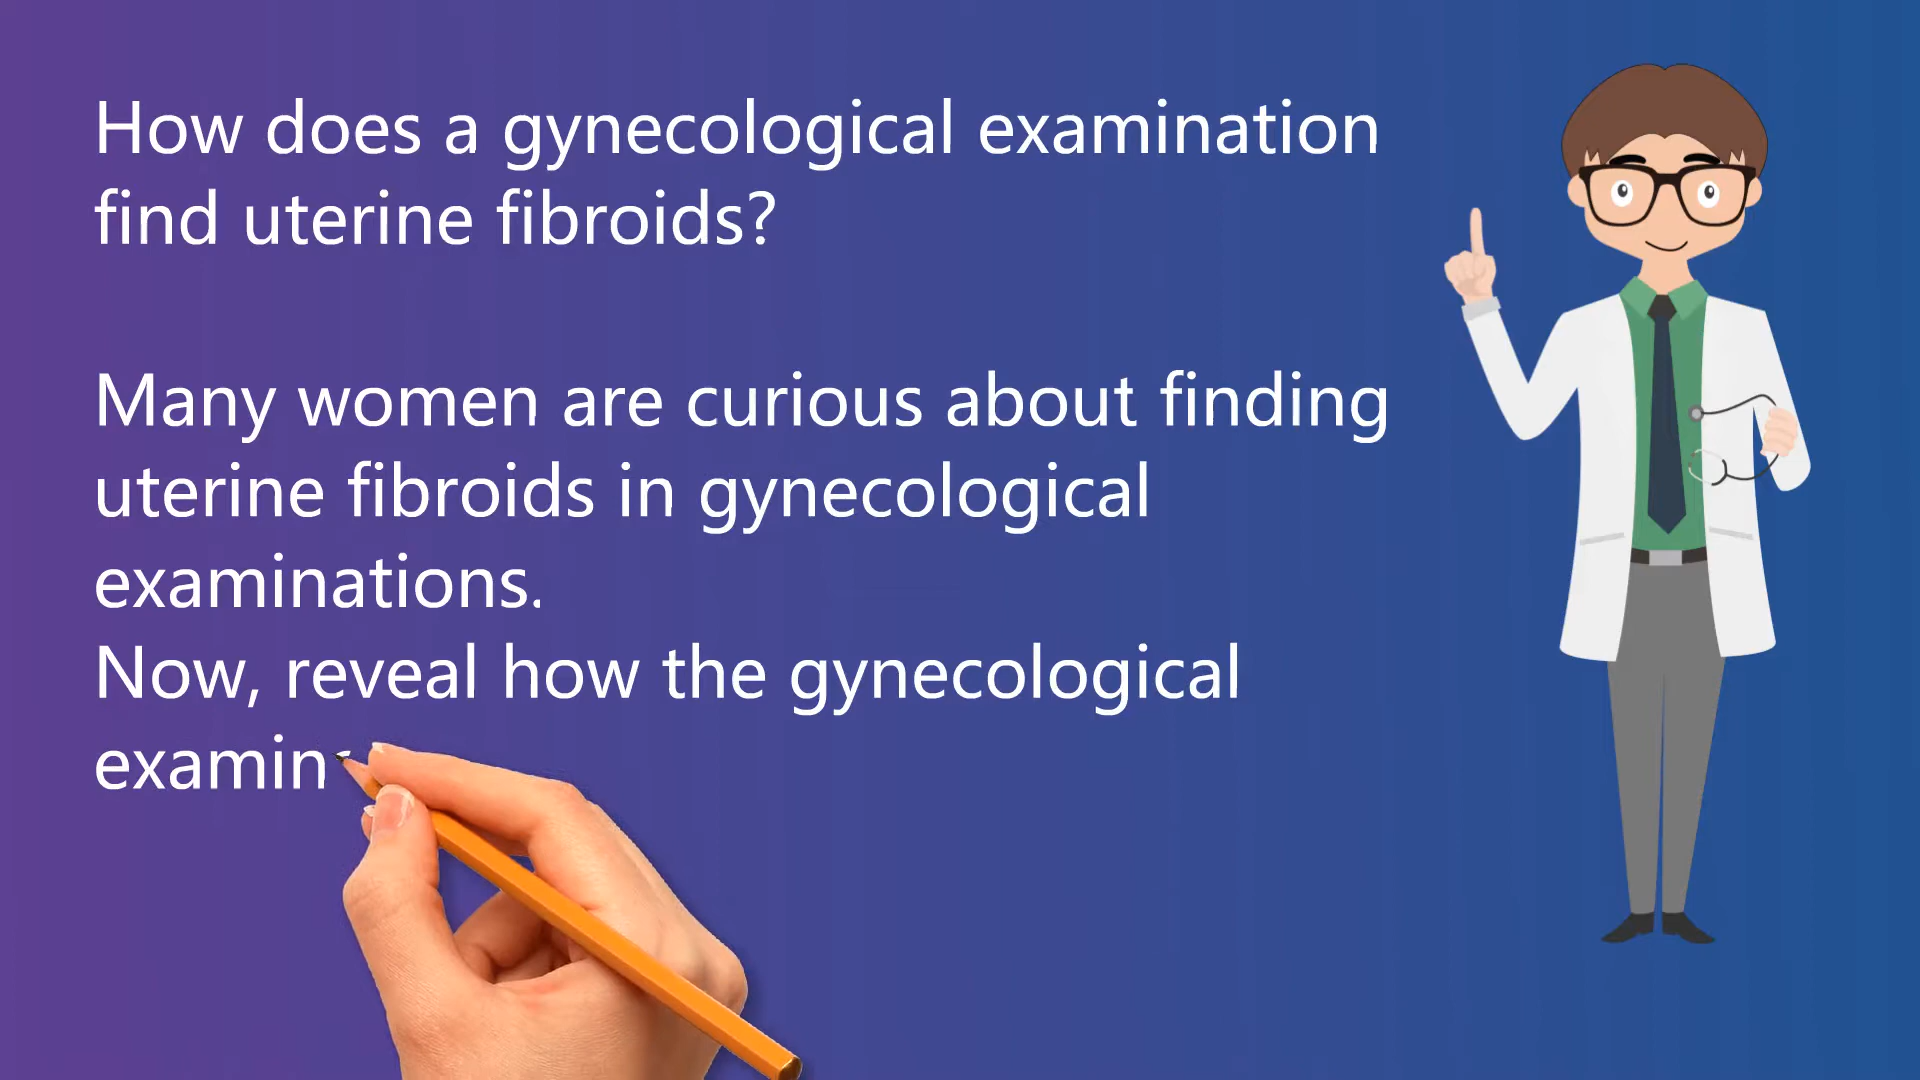 How does a gynecological examination
find uterine fibroids?
Many women are curious about finding
uterine fibroids in gynecological
examinations.
Now, reveal how the gynecological
examin